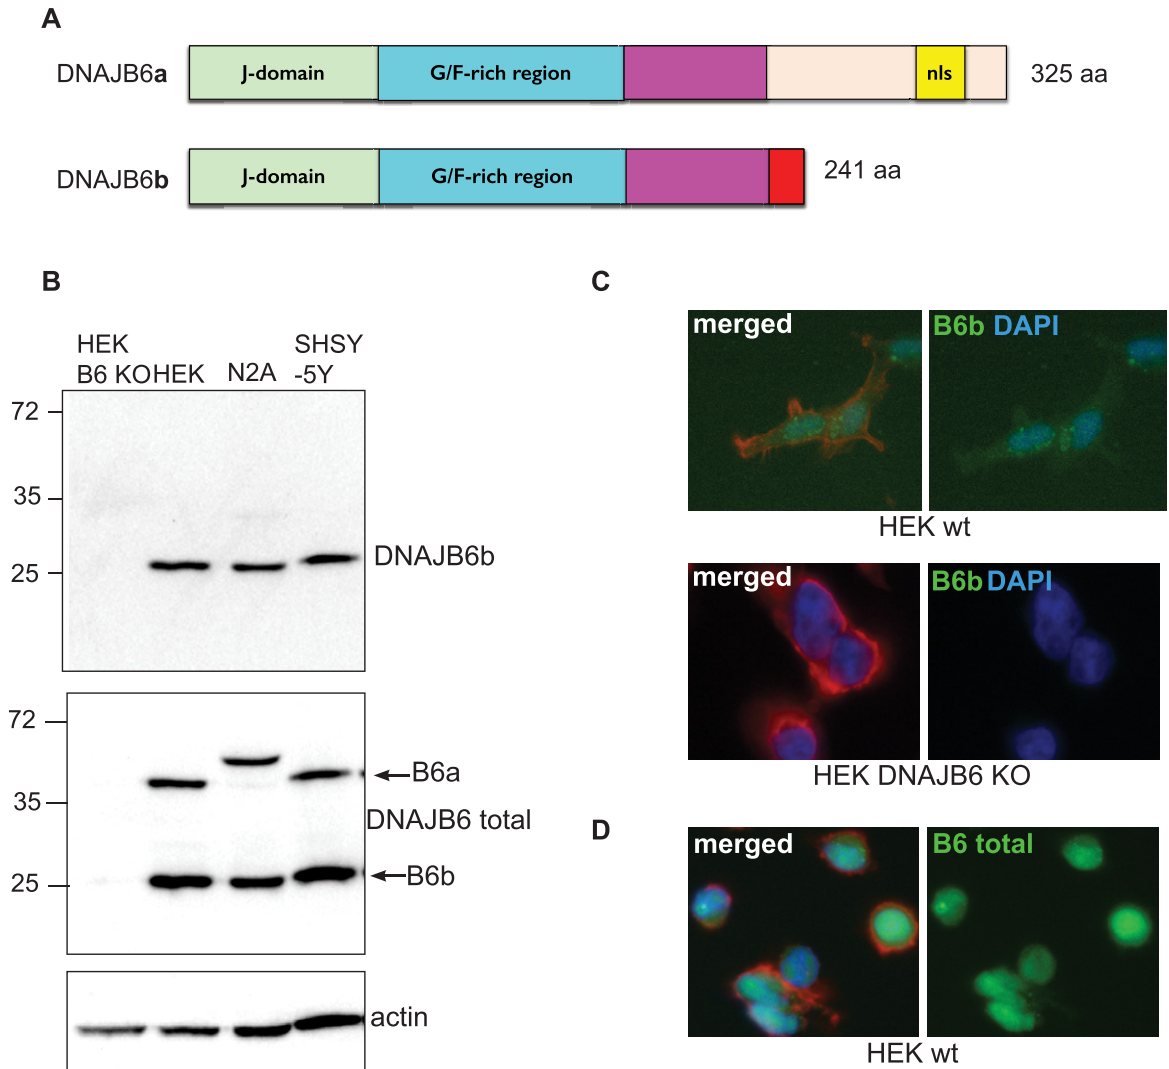 A
DNAJB6a
J-domain
G/F-rich region
nls
325 aa
DNAJB6b
J-domain
G/F-rich region
241 aa
B
HEK
B6 KO
HEK
N2A
SHSY
-5Y
72
35
25
DNAJB6b
72
35
25
B6a
DNAJB6 total
B6b
actin
C
merged
B6b DAPI
HEK wt
merged
B6b DAPI
HEK DNAJB6 KO
D
merged
B6 total
HEK wt